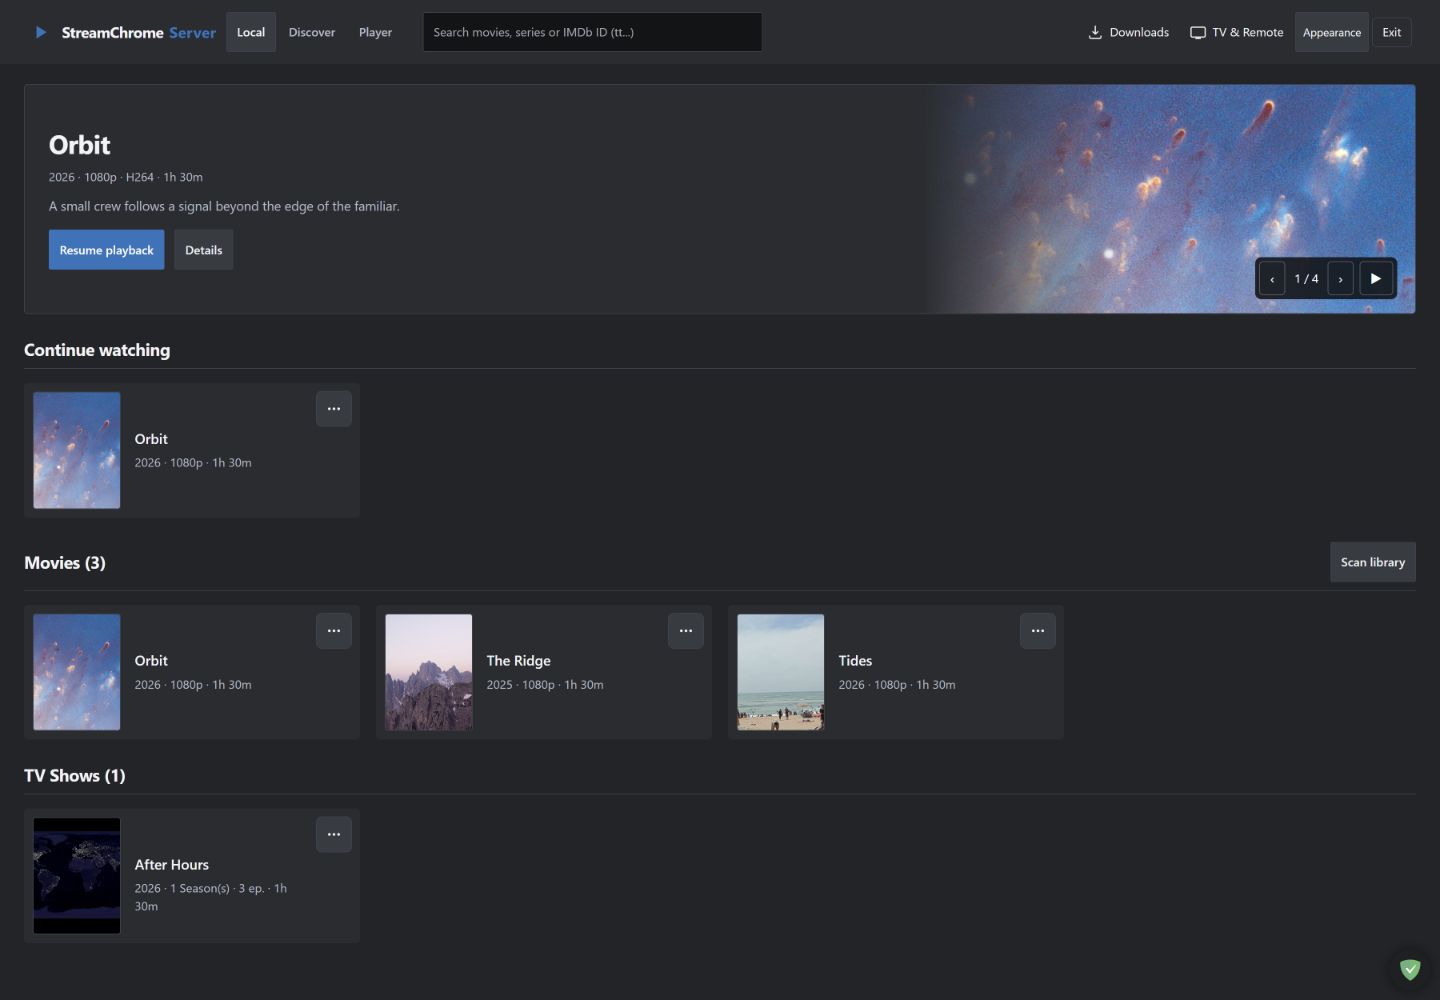 StreamChrome Server
Local
Discover
Player
Search movies, series or IMDb ID (tt...)
Downloads
TV & Remote
Appearance
Exit
Orbit
2026 · 1080p · H264 · 1h 30m
A small crew follows a signal beyond the edge of the familiar.
Resume playback
Details
‹ 1 / 4 ›
Continue watching
Orbit
2026 · 1080p · 1h 30m
Movies (3)
Scan library
Orbit
2026 · 1080p · 1h 30m
The Ridge
2025 · 1080p · 1h 30m
Tides
2026 · 1080p · 1h 30m
TV Shows (1)
After Hours
2026 · 1 Season(s) · 3 ep. · 1h
30m